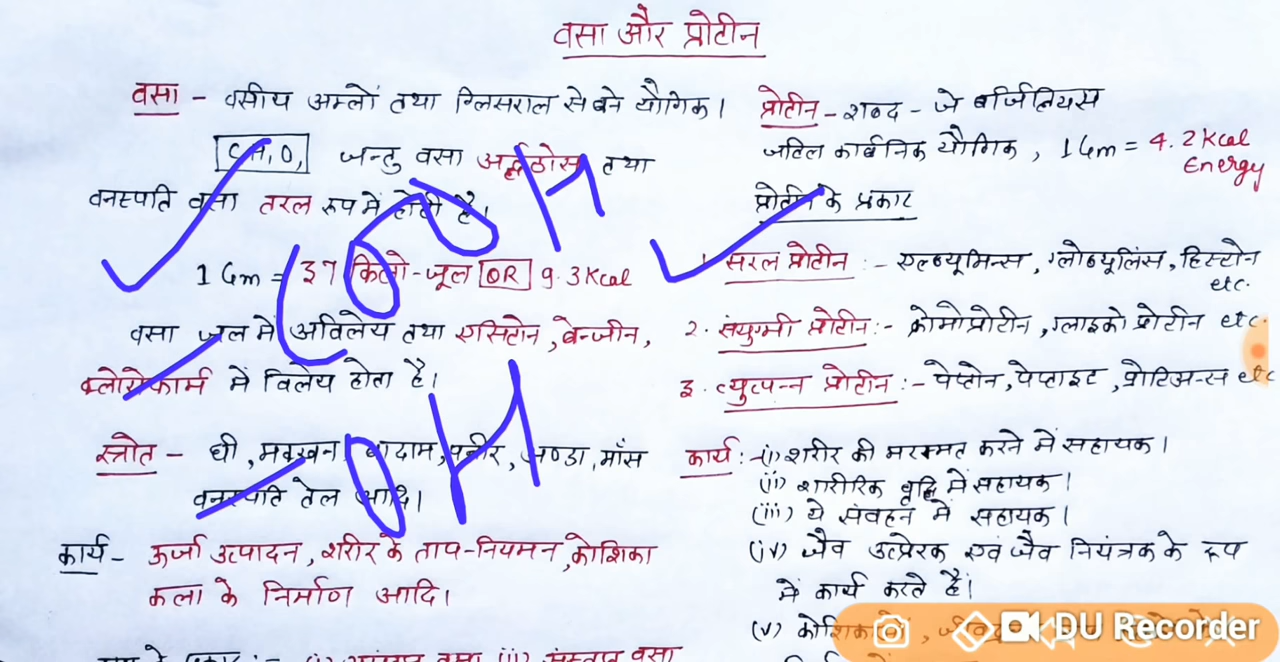 वसा और प्रोटीन
वसा - वसीय अम्लों तथा ग्लिसराल से बने यौगिक।
C, H, O, जन्तु वसा अर्द्धठोस तथा
वनस्पति वसा तरल रूप में होती है।
1 Gm = 37 किलो-जूल OR 9.3 Kcal
वसा जल में अविलेय तथा एसिटोन, बेन्जीन,
क्लोरोफार्म में विलेय होता है।
स्त्रोत - घी, मक्खन, बादाम, पनीर, अण्डा, माँस
वनस्पति तेल आदि।
कार्य - ऊर्जा उत्पादन, शरीर के ताप-नियमन, कोशिका
कला के निर्माण आदि।
COOH
OH
प्रोटीन - शब्द - जे बर्जिलियस
जटिल कार्बनिक यौगिक, 1 Gm = 4.2 Kcal
Energy
प्रोटीन के प्रकार
1. सरल प्रोटीन :- एल्ब्यूमिन्स, ग्लोब्यूलिंस, हिस्टोन
etc.
2. संयुग्मी प्रोटीन :- क्रोमोप्रोटीन, ग्लाइको प्रोटीन etc.
3. व्युत्पन्न प्रोटीन :- पेप्टोन, पेप्टाइट, प्रोटिअन्स etc
कार्य :- (i) शरीर की मरम्मत करने में सहायक।
(ii) शारीरिक वृद्धि में सहायक।
(iii) ये संवहन में सहायक।
(iv) जैव उत्प्रेरक एवं जैव नियंत्रक के रूप
में कार्य करते हैं।
(v)
DU Recorder